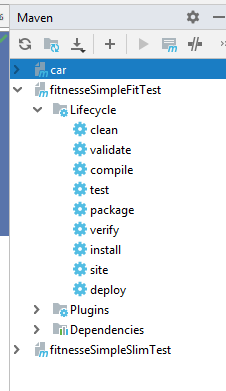 Maven
car
fitnesseSimpleFitTest
Lifecycle
clean
validate
compile
test
package
verify
install
site
deploy
Plugins
Dependencies
fitnesseSimpleSlimTest